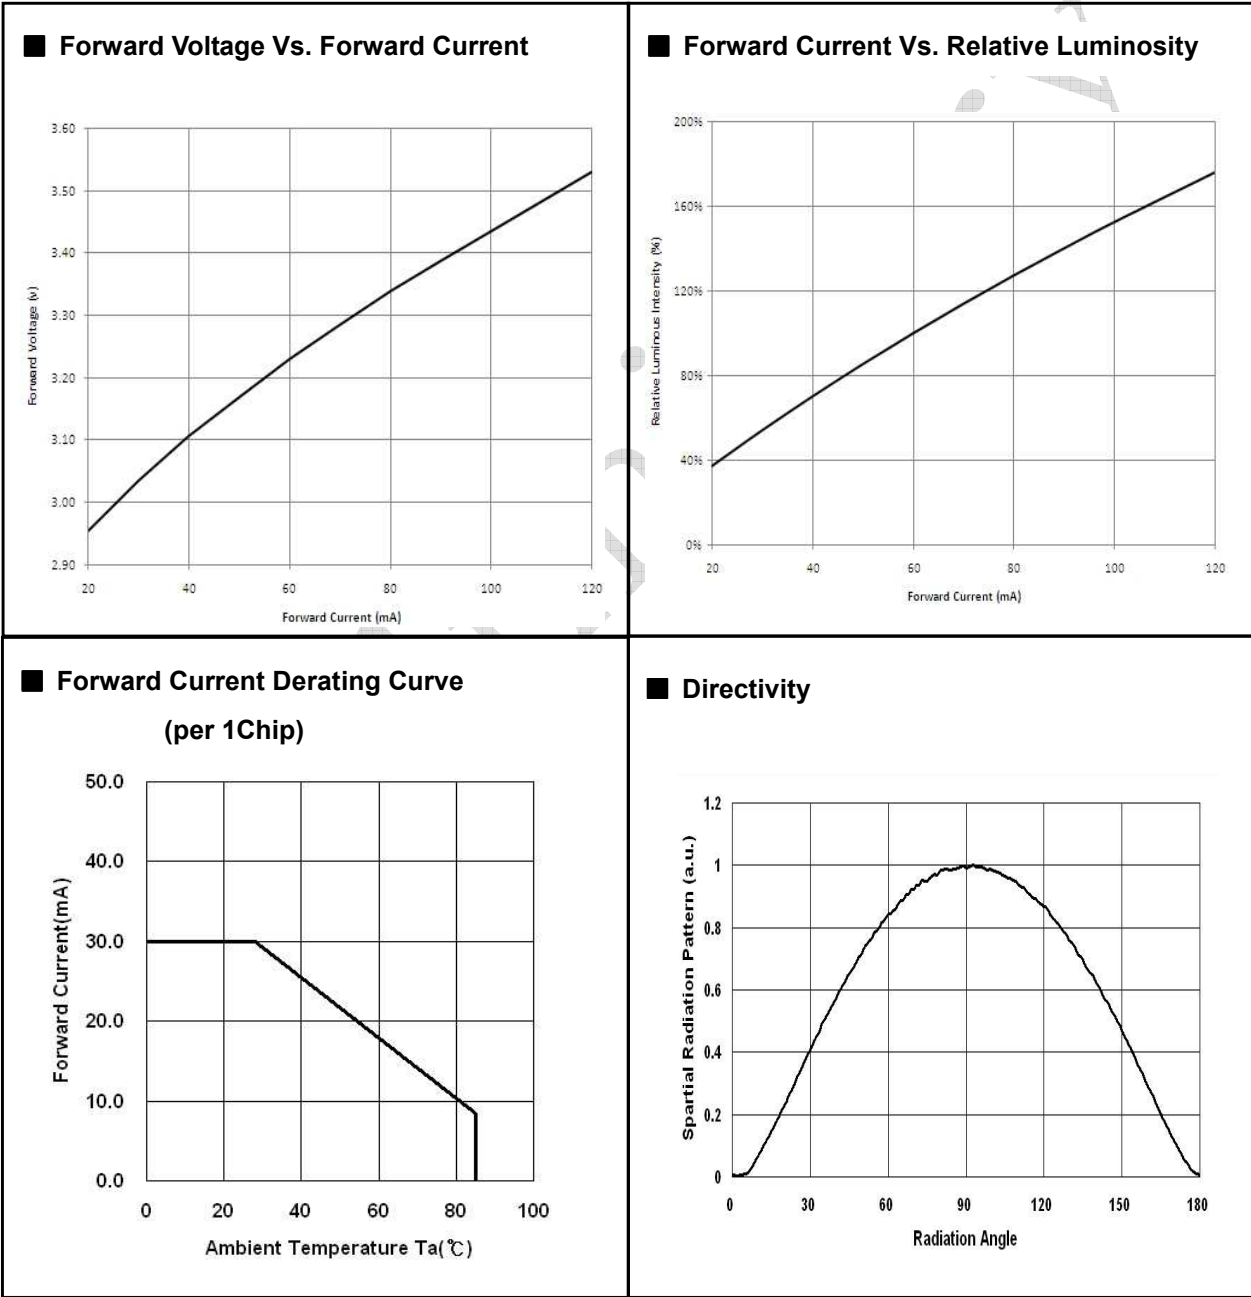 ■ Forward Voltage Vs. Forward Current
3.60
3.50
3.40
3.30
3.20
3.10
3.00
2.90
Forward Voltage (v)
20 40 60 80 100 120
Forward Current (mA)
■ Forward Current Vs. Relative Luminosity
200%
160%
120%
80%
40%
0%
Relative Luminous Intensity (%)
20 40 60 80 100 120
Forward Current (mA)
■ Forward Current Derating Curve
(per 1Chip)
50.0
40.0
30.0
20.0
10.0
0.0
Forward Current(mA)
0 20 40 60 80 100
Ambient Temperature Ta(℃)
■ Directivity
1.2
1
0.8
0.6
0.4
0.2
0
Spartial Radiation Pattern (a.u.)
0 30 60 90 120 150 180
Radiation Angle